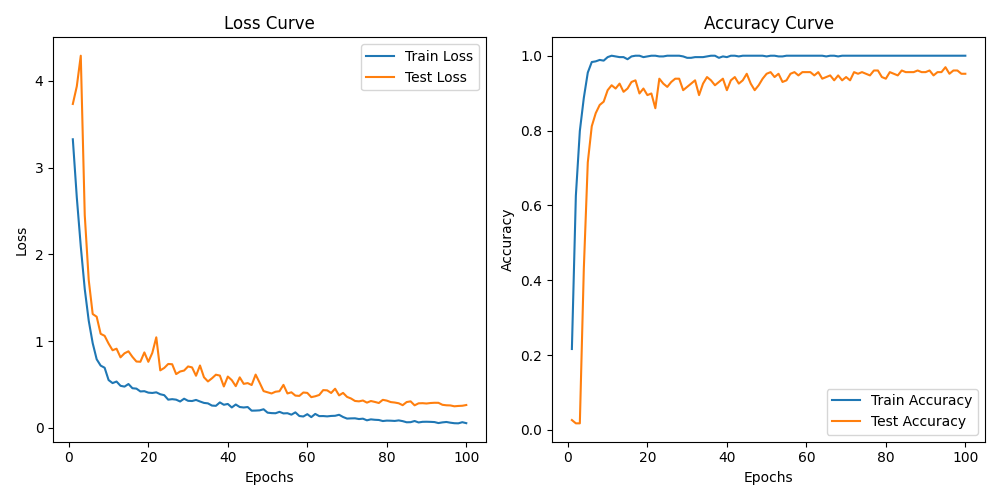 Loss Curve
Train Loss
Test Loss
4
3
2
1
0
Loss
0 20 40 60 80 100
Epochs
Accuracy Curve
1.0
0.8
0.6
0.4
0.2
0.0
Accuracy
Train Accuracy
Test Accuracy
0 20 40 60 80 100
Epochs